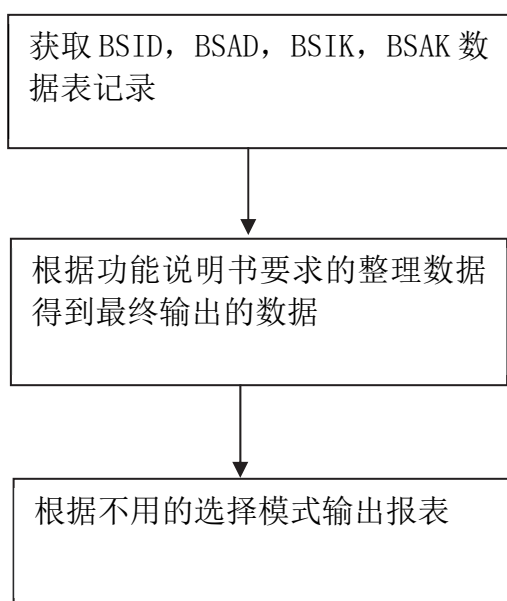 获取 BSID，BSAD，BSIK，BSAK 数
据表记录
根据功能说明书要求的整理数据
得到最终输出的数据
根据不用的选择模式输出报表